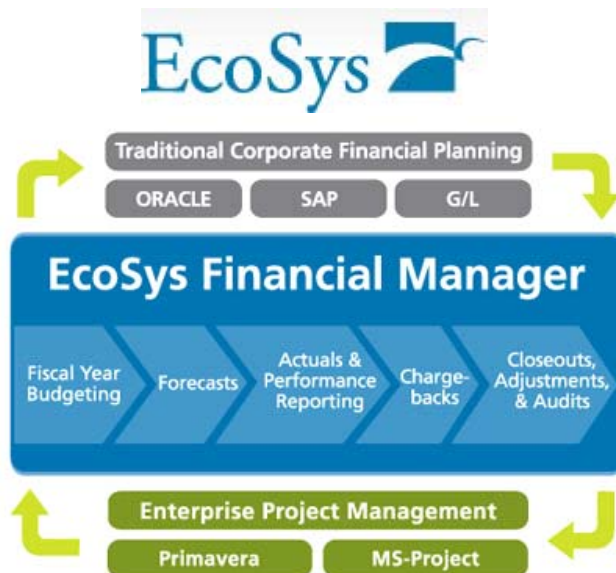 EcoSys
Traditional Corporate Financial Planning
ORACLE SAP G/L
EcoSys Financial Manager
Fiscal Year
Budgeting
Forecasts
Actuals &
Performance
Reporting
Charge-
backs
Closeouts,
Adjustments,
& Audits
Enterprise Project Management
Primavera MS-Project